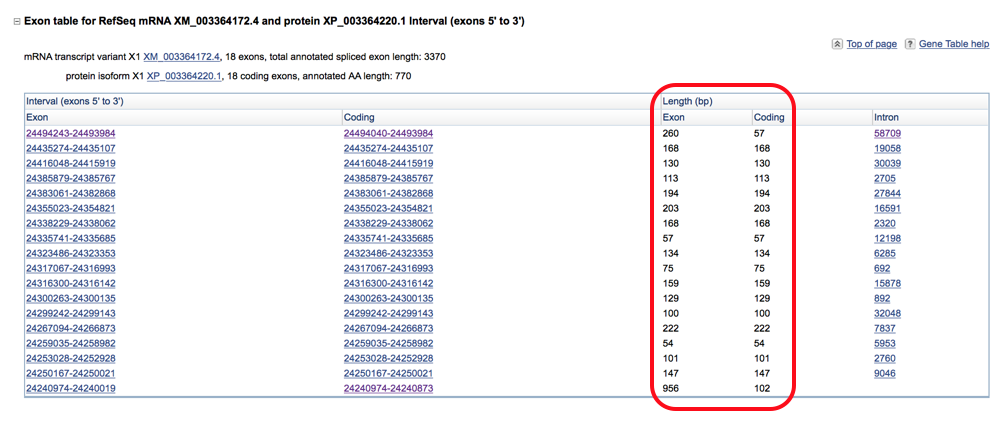 Exon table for RefSeq mRNA XM_003364172.4 and protein XP_003364220.1 Interval (exons 5' to 3')
Top of page ? Gene Table help
mRNA transcript variant X1 XM_003364172.4, 18 exons, total annotated spliced exon length: 3370
protein isoform X1 XP_003364220.1, 18 coding exons, annotated AA length: 770
Interval (exons 5' to 3') Length (bp)
Exon Coding Exon Coding Intron
24494243-24493984 24494040-24493984 260 57 58709
24435274-24435107 24435274-24435107 168 168 19058
24416048-24415919 24416048-24415919 130 130 30039
24385879-24385767 24385879-24385767 113 113 2705
24383061-24382868 24383061-24382868 194 194 27844
24355023-24354821 24355023-24354821 203 203 16591
24338229-24338062 24338229-24338062 168 168 2320
24335741-24335685 24335741-24335685 57 57 12198
24323486-24323353 24323486-24323353 134 134 6285
24317067-24316993 24317067-24316993 75 75 692
24316300-24316142 24316300-24316142 159 159 15878
24300263-24300135 24300263-24300135 129 129 892
24299242-24299143 24299242-24299143 100 100 32048
24267094-24266873 24267094-24266873 222 222 7837
24259035-24258982 24259035-24258982 54 54 5953
24253028-24252928 24253028-24252928 101 101 2760
24250167-24250021 24250167-24250021 147 147 9046
24240974-24240019 24240974-24240873 956 102